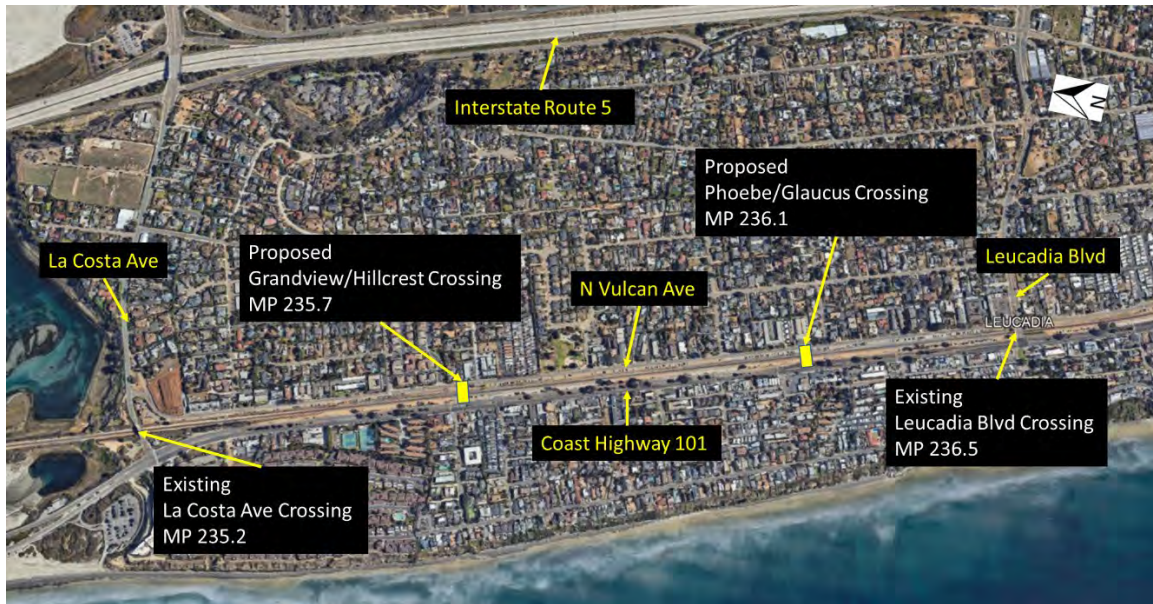 Interstate Route 5
N
Proposed
Phoebe/Glaucus Crossing
MP 236.1
La Costa Ave
Proposed
Grandview/Hillcrest Crossing
MP 235.7
N Vulcan Ave
Leucadia Blvd
LEUCADIA
Coast Highway 101
Existing
Leucadia Blvd Crossing
MP 236.5
Existing
La Costa Ave Crossing
MP 235.2